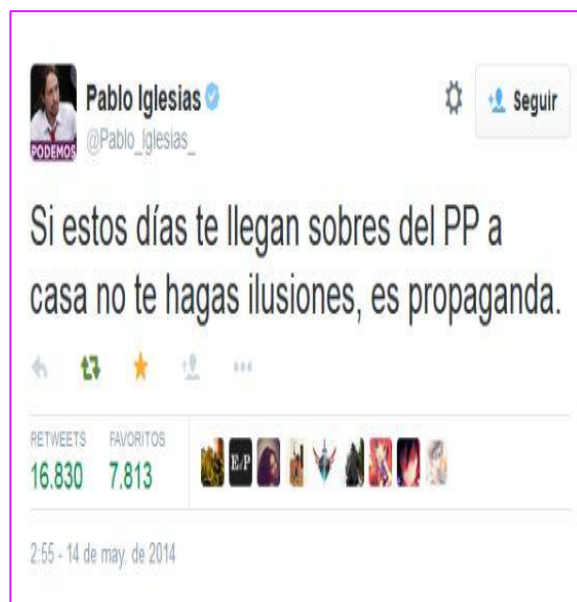 Pablo Iglesias
@Pablo_Iglesias_
PODEMOS
Seguir
Si estos días te llegan sobres del PP a
casa no te hagas ilusiones, es propaganda.
RETWEETS FAVORITOS
16.830 7.813
E/P
2:55 - 14 de may. de 2014